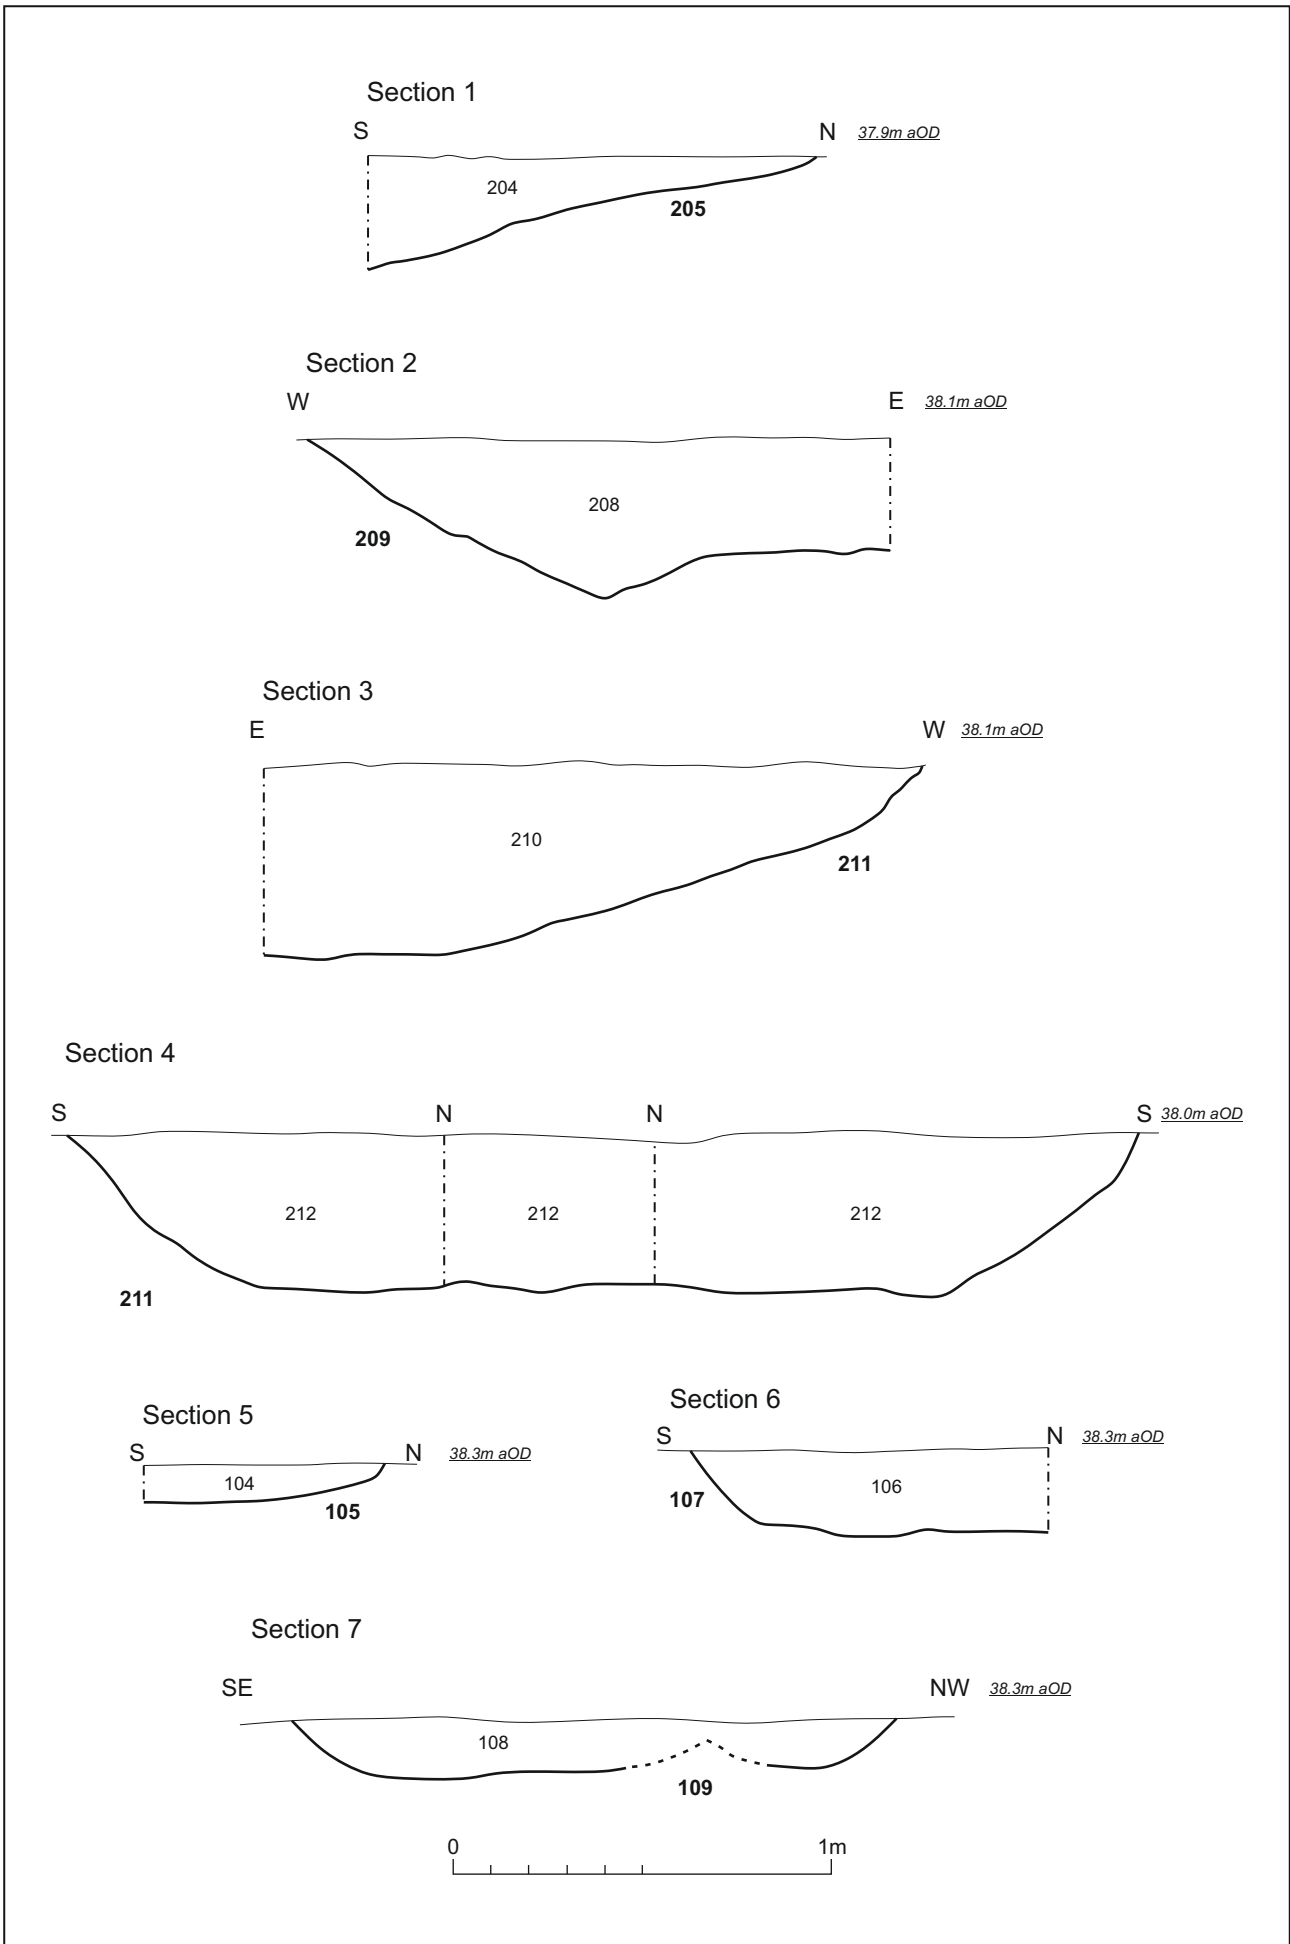 Section 1
S N 37.9m aOD
204
205
Section 2
W E 38.1m aOD
208
209
Section 3
E W 38.1m aOD
210
211
Section 4
S N N S 38.0m aOD
212 212 212
211
Section 5
S N 38.3m aOD
104
105
Section 6
S N 38.3m aOD
106
107
Section 7
SE NW 38.3m aOD
108
109
0 1m